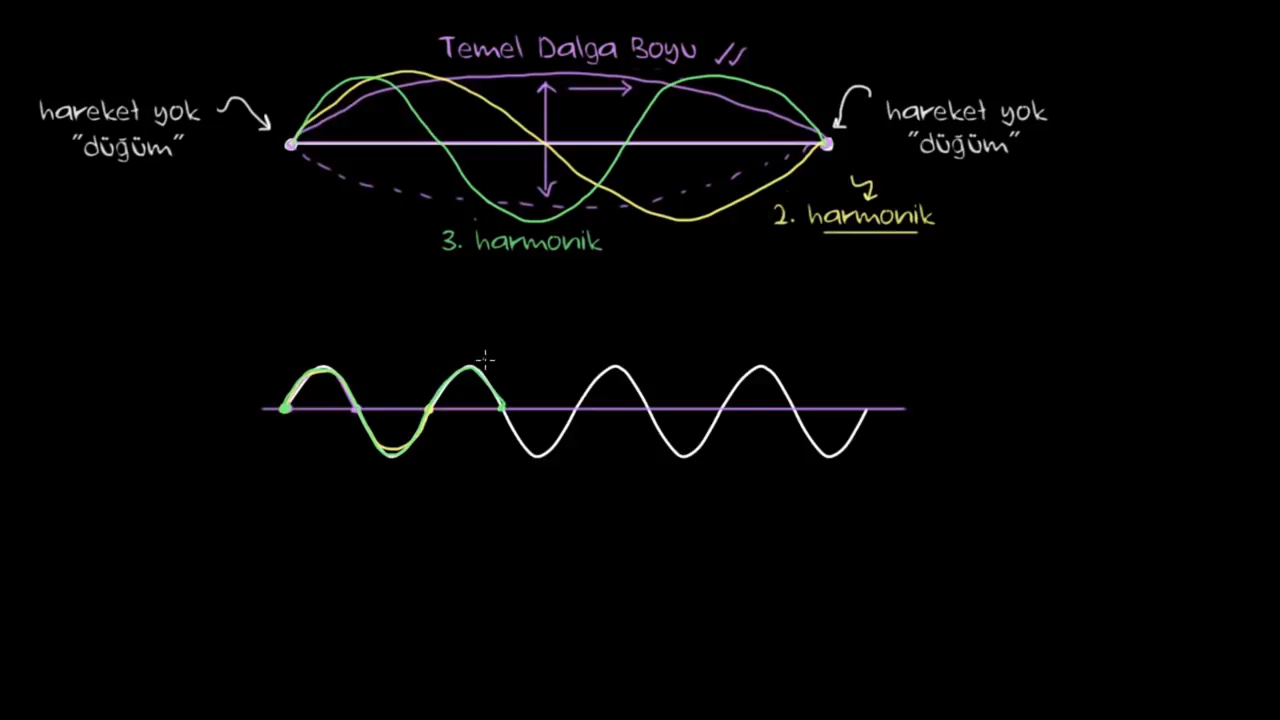 Temel Dalga Boyu
hareket yok
"düğüm"
hareket yok
"düğüm"
2. harmonik
3. harmonik